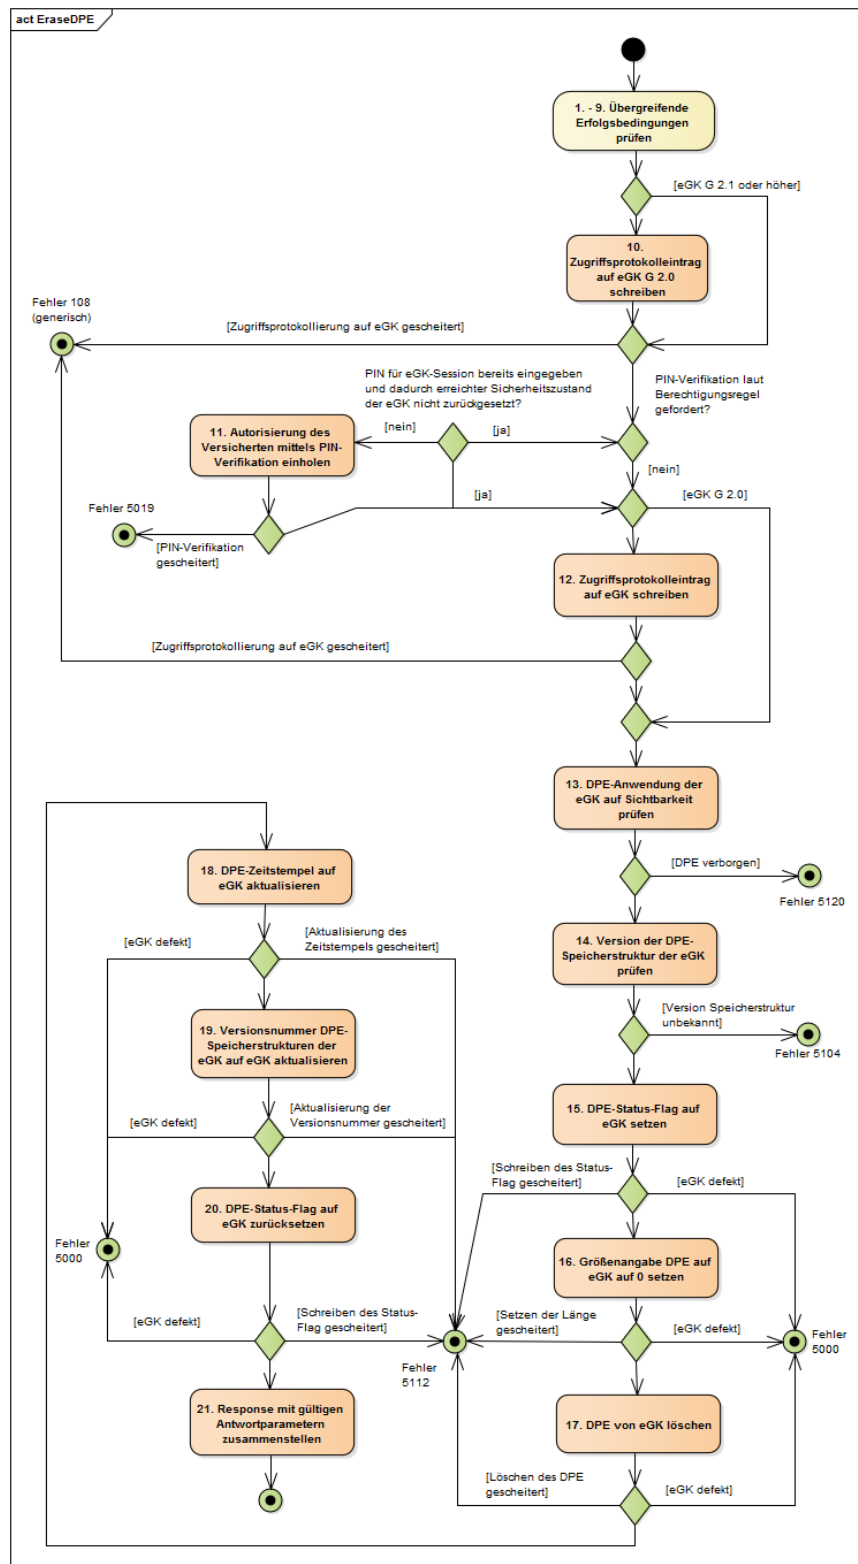 act EraseDPE
1. - 9. Übergreifende
Erfolgsbedingungen
prüfen
[eGK G 2.1 oder höher]
10.
Zugriffsprotokolleintrag
auf eGK G 2.0
schreiben
Fehler 108
(generisch)
[Zugriffsprotokollierung auf eGK gescheitert]
PIN für eGK-Session bereits eingegeben
und dadurch erreichter Sicherheitszustand
der eGK nicht zurückgesetzt?
PIN-Verifikation laut
Berechtigungsregel
gefordert?
11. Autorisierung des
Versicherten mittels PIN-
Verifikation einholen
[nein]
[ja]
[nein]
Fehler 5019
[ja]
[eGK G 2.0]
[PIN-Verifikation
gescheitert]
12. Zugriffsprotokolleintrag
auf eGK schreiben
[Zugriffsprotokollierung auf eGK gescheitert]
13. DPE-Anwendung der
eGK auf Sichtbarkeit
prüfen
[DPE verborgen]
Fehler 5120
14. Version der DPE-
Speicherstruktur der eGK
prüfen
[Version Speicherstruktur
unbekannt]
Fehler 5104
15. DPE-Status-Flag auf
eGK setzen
[Schreiben des Status-
Flag gescheitert]
[eGK defekt]
16. Größenangabe DPE auf
eGK auf 0 setzen
[Setzen der Länge
gescheitert]
[eGK defekt]
Fehler
5000
Fehler
5112
17. DPE von eGK löschen
[Löschen des DPE
gescheitert]
[eGK defekt]
18. DPE-Zeitstempel auf
eGK aktualisieren
[eGK defekt]
[Aktualisierung des
Zeitstempels gescheitert]
19. Versionsnummer DPE-
Speicherstrukturen der
eGK auf eGK aktualisieren
[eGK defekt]
[Aktualisierung der
Versionsnummer gescheitert]
20. DPE-Status-Flag auf
eGK zurücksetzen
Fehler
5000
[eGK defekt]
[Schreiben des Status-
Flag gescheitert]
21. Response mit gültigen
Antwortparametern
zusammenstellen